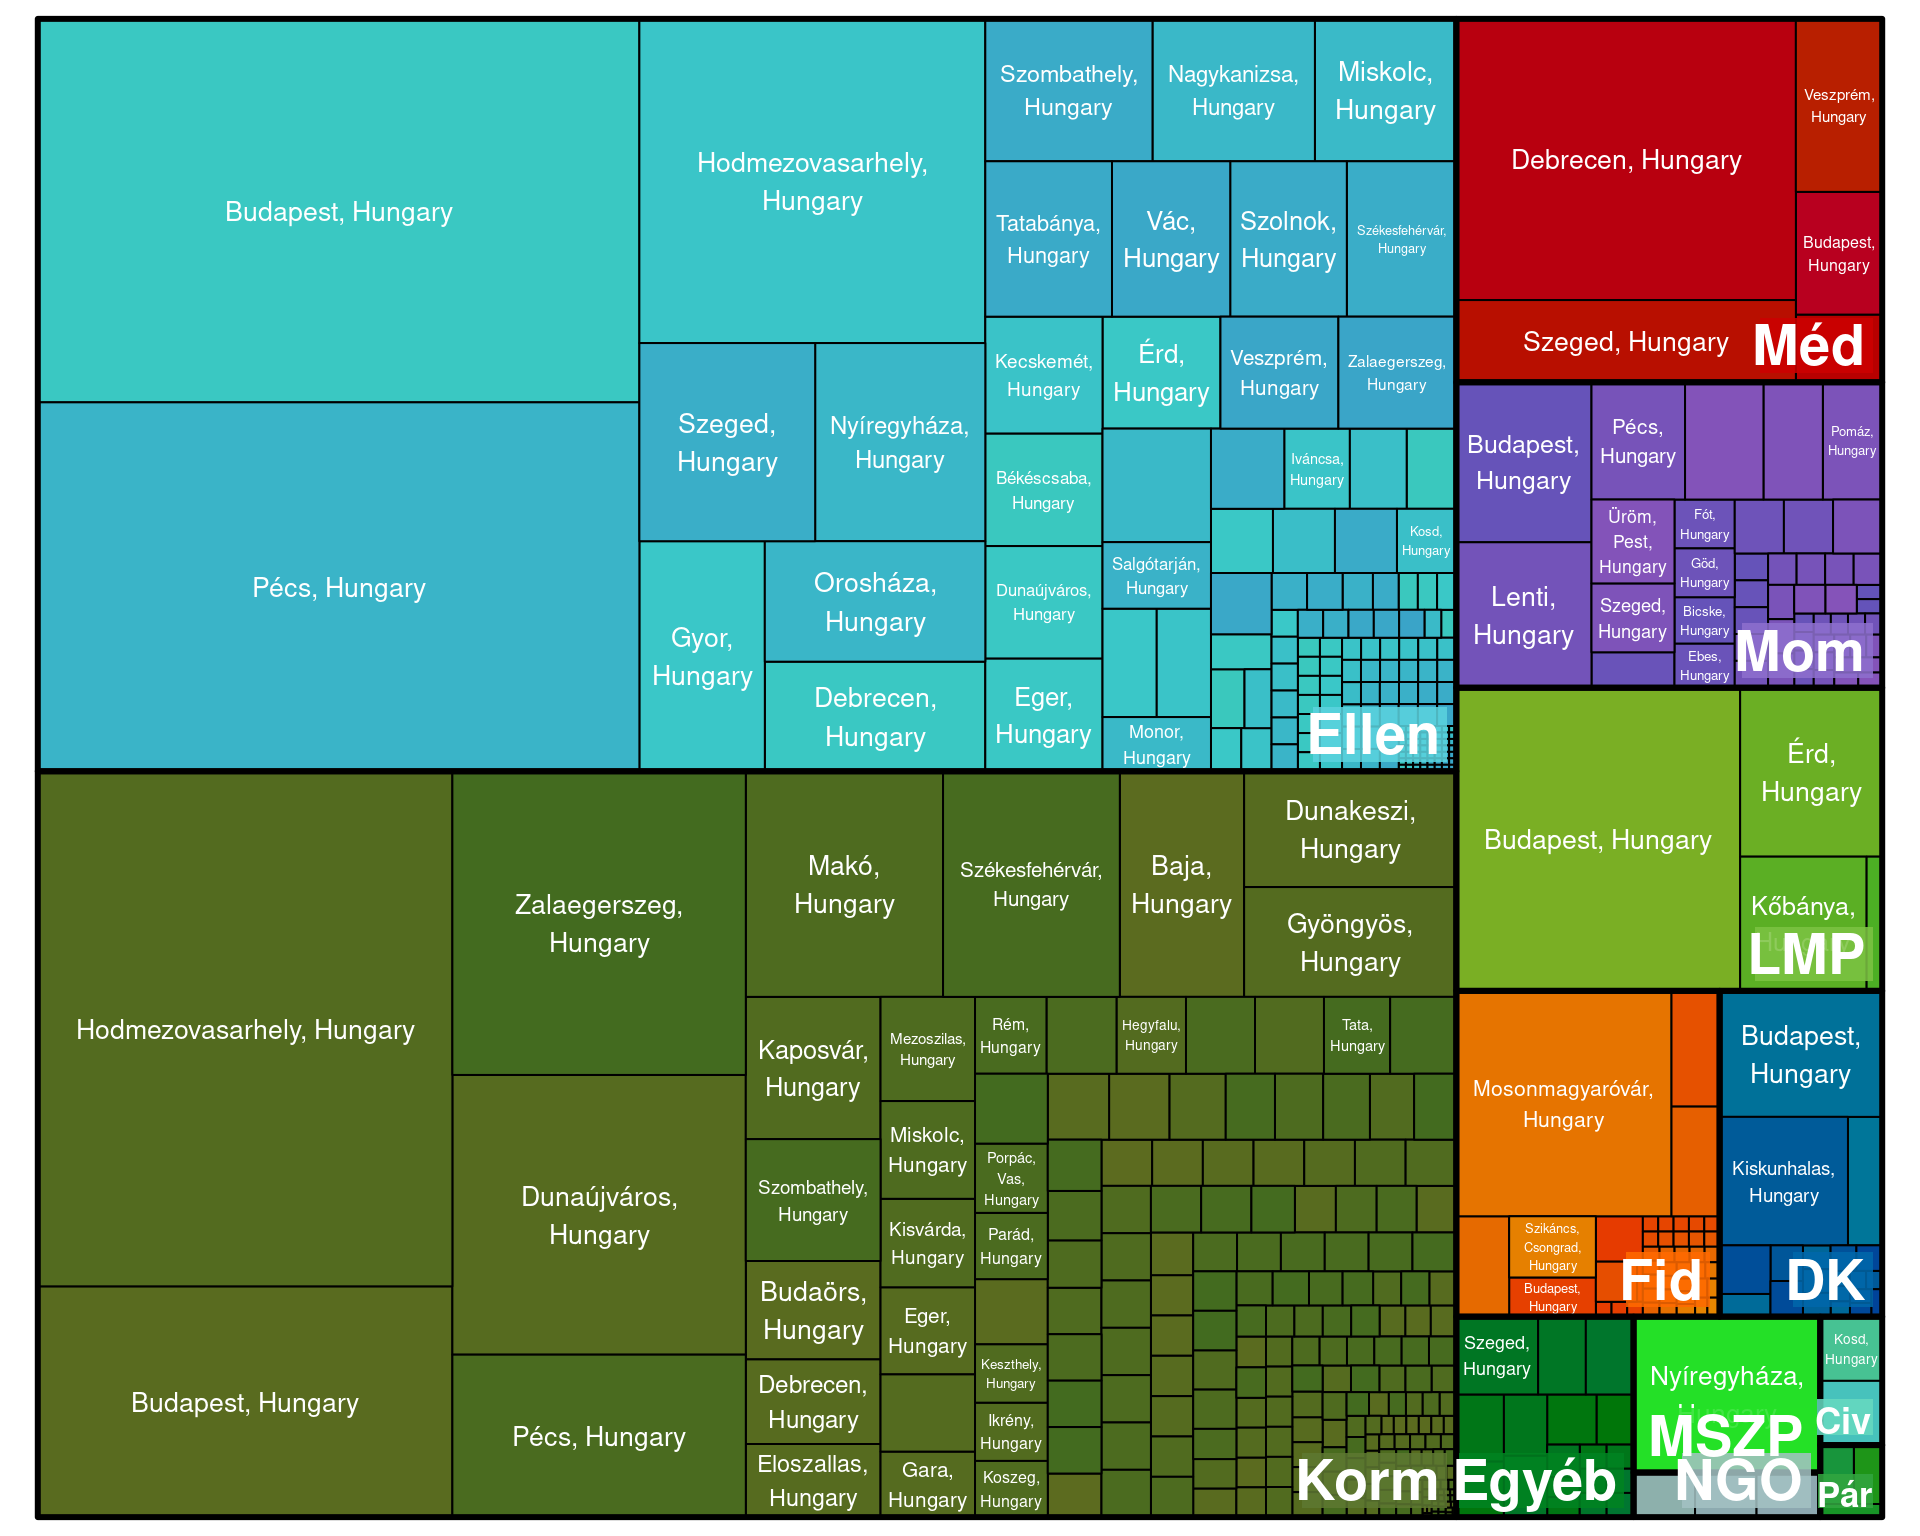 Budapest, Hungary
Pécs, Hungary
Hodmezovasarhely,
Hungary
Szeged,
Hungary
Nyíregyháza,
Hungary
Gyor,
Hungary
Orosháza,
Hungary
Debrecen,
Hungary
Szombathely,
Hungary
Nagykanizsa,
Hungary
Miskolc,
Hungary
Tatabánya,
Hungary
Vác,
Hungary
Szolnok,
Hungary
Székesfehérvár,
Hungary
Kecskemét,
Hungary
Érd,
Hungary
Veszprém,
Hungary
Zalaegerszeg,
Hungary
Békéscsaba,
Hungary
Dunaújváros,
Hungary
Eger,
Hungary
Iváncsa,
Hungary
Kosd,
Hungary
Salgótarján,
Hungary
Monor,
Hungary
Ellen
Hodmezovasarhely, Hungary
Budapest, Hungary
Zalaegerszeg,
Hungary
Dunaújváros,
Hungary
Pécs, Hungary
Makó,
Hungary
Székesfehérvár,
Hungary
Baja,
Hungary
Dunakeszi,
Hungary
Gyöngyös,
Hungary
Kaposvár,
Hungary
Szombathely,
Hungary
Budaörs,
Hungary
Debrecen,
Hungary
Eloszallas,
Hungary
Mezoszilas,
Hungary
Miskolc,
Hungary
Kisvárda,
Hungary
Eger,
Hungary
Gara,
Hungary
Rém,
Hungary
Hegyfalu,
Hungary
Tata,
Hungary
Porpác,
Vas,
Hungary
Parád,
Hungary
Keszthely,
Hungary
Ikrény,
Hungary
Koszeg,
Hungary
Korm
Debrecen, Hungary
Szeged, Hungary
Veszprém,
Hungary
Budapest,
Hungary
Méd
Budapest,
Hungary
Lenti,
Hungary
Pécs,
Hungary
Pomáz,
Hungary
Üröm,
Pest,
Hungary
Szeged,
Hungary
Fót,
Hungary
Göd,
Hungary
Bicske,
Hungary
Ebes,
Hungary
Mom
Budapest, Hungary
Érd,
Hungary
Kőbánya,
Hungary
LMP
Mosonmagyaróvár,
Hungary
Szikáncs,
Csongrad,
Hungary
Budapest,
Hungary
Fid
Budapest,
Hungary
Kiskunhalas,
Hungary
DK
Szeged,
Hungary
Egyéb
Nyíregyháza,
Hungary
MSZP
NGO
Kosd,
Hungary
Civ
Pár